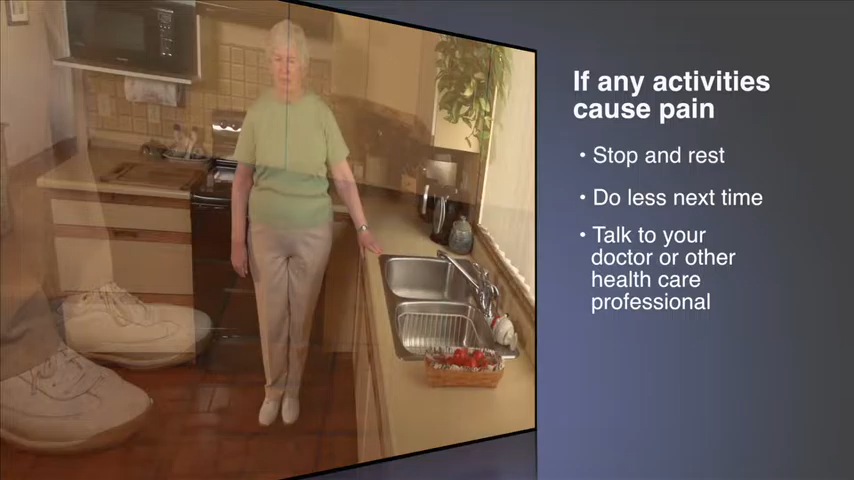 If any activities
cause pain
• Stop and rest
• Do less next time
• Talk to your
doctor or other
health care
professional